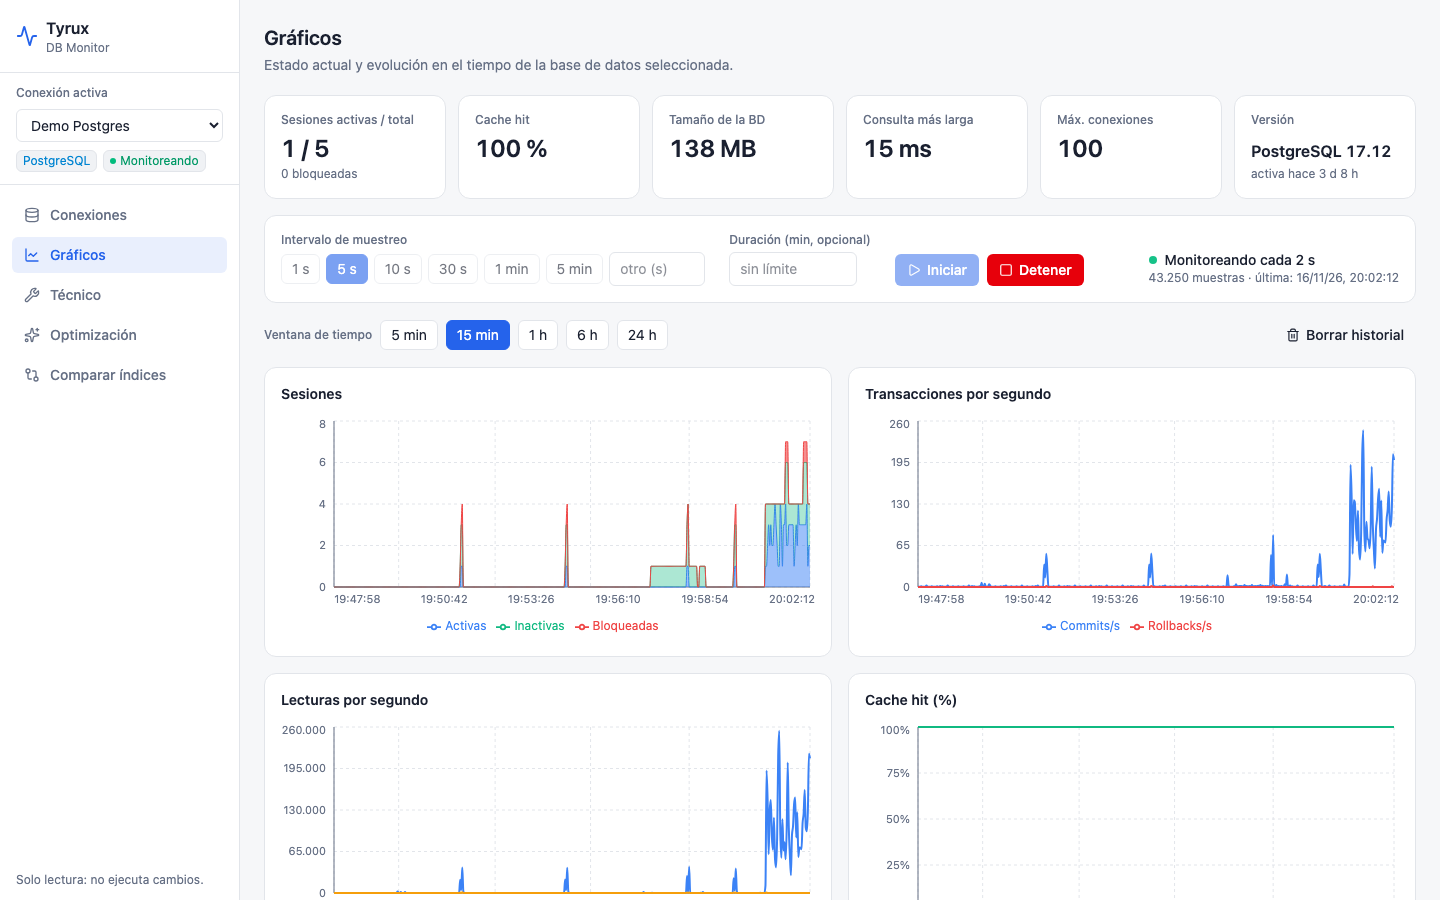 Tyrux
DB Monitor
Conexión activa
Demo Postgres
PostgreSQL
Monitoreando
Conexiones
Gráficos
Técnico
Optimización
Comparar índices
Solo lectura: no ejecuta cambios.
Gráficos
Estado actual y evolución en el tiempo de la base de datos seleccionada.
Sesiones activas / total
1 / 5
0 bloqueadas
Cache hit
100 %
Tamaño de la BD
138 MB
Consulta más larga
15 ms
Máx. conexiones
100
Versión
PostgreSQL 17.12
activa hace 3 d 8 h
Intervalo de muestreo
1 s
5 s
10 s
30 s
1 min
5 min
otro (s)
Duración (min, opcional)
sin límite
Iniciar
Detener
Monitoreando cada 2 s
43.250 muestras · última: 16/11/26, 20:02:12
Ventana de tiempo
5 min
15 min
1 h
6 h
24 h
Borrar historial
Sesiones
8
6
4
2
0
19:47:58
19:50:42
19:53:26
19:56:10
19:58:54
20:02:12
Activas
Inactivas
Bloqueadas
Transacciones por segundo
260
195
130
65
0
19:47:58
19:50:42
19:53:26
19:56:10
19:58:54
20:02:12
Commits/s
Rollbacks/s
Lecturas por segundo
260.000
195.000
130.000
65.000
0
Cache hit (%)
100%
75%
50%
25%